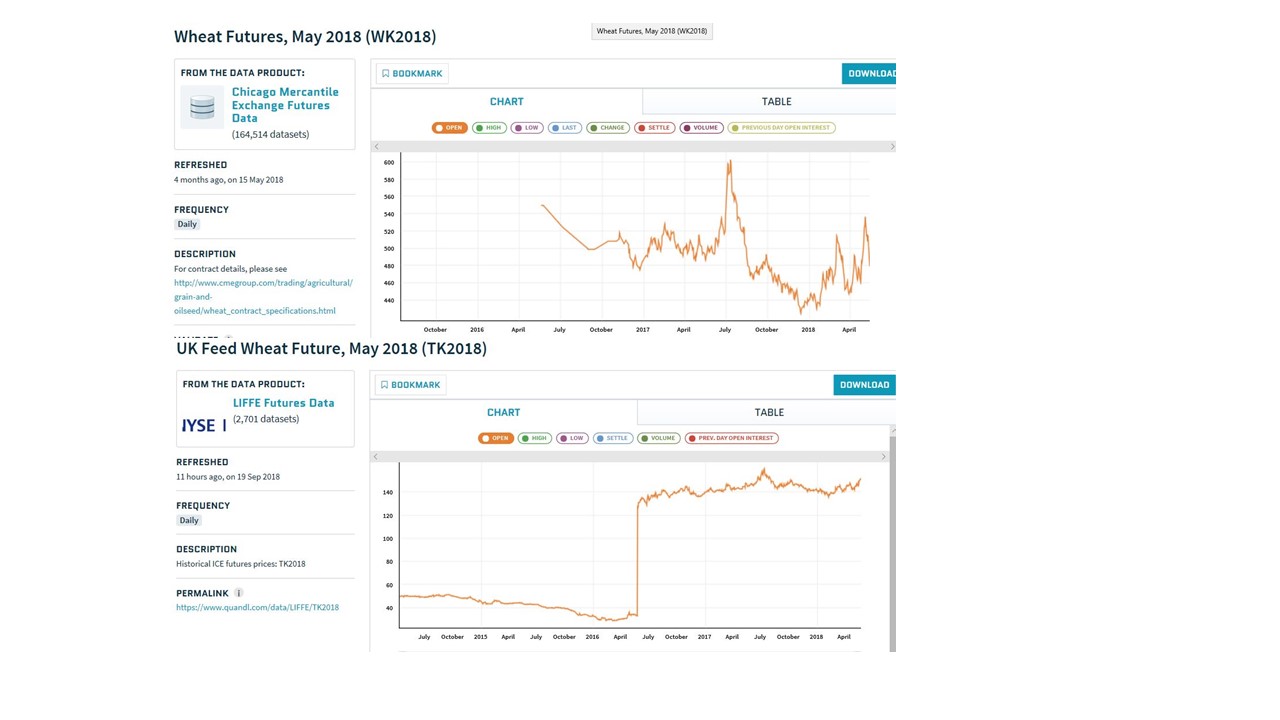 Wheat Futures, May 2018 (WK2018)
Wheat Futures, May 2018 (WK2018)
FROM THE DATA PRODUCT:
Chicago Mercantile
Exchange Futures
Data
(164,514 datasets)
REFRESHED
4 months ago, on 15 May 2018
FREQUENCY
Daily
DESCRIPTION
For contract details, please see
http://www.cmegroup.com/trading/agricultural/
grain-and-
oilseed/wheat_contract_specifications.html
BOOKMARK
DOWNLOAD
CHART
TABLE
OPEN HIGH LOW LAST CHANGE SETTLE VOLUME PREVIOUS DAY OPEN INTEREST
600
580
560
540
520
500
480
460
440
October 2016 April July October 2017 April July October 2018 April
UK Feed Wheat Future, May 2018 (TK2018)
FROM THE DATA PRODUCT:
LIFFE Futures Data
(2,701 datasets)
REFRESHED
11 hours ago, on 19 Sep 2018
FREQUENCY
Daily
DESCRIPTION
Historical ICE futures prices: TK2018
PERMALINK i
https://www.quandl.com/data/LIFFE/TK2018
BOOKMARK
DOWNLOAD
CHART
TABLE
OPEN HIGH LOW SETTLE VOLUME PREV. DAY OPEN INTEREST
140
120
100
80
60
40
July October 2015 April July October 2016 April July October 2017 April July October 2018 April